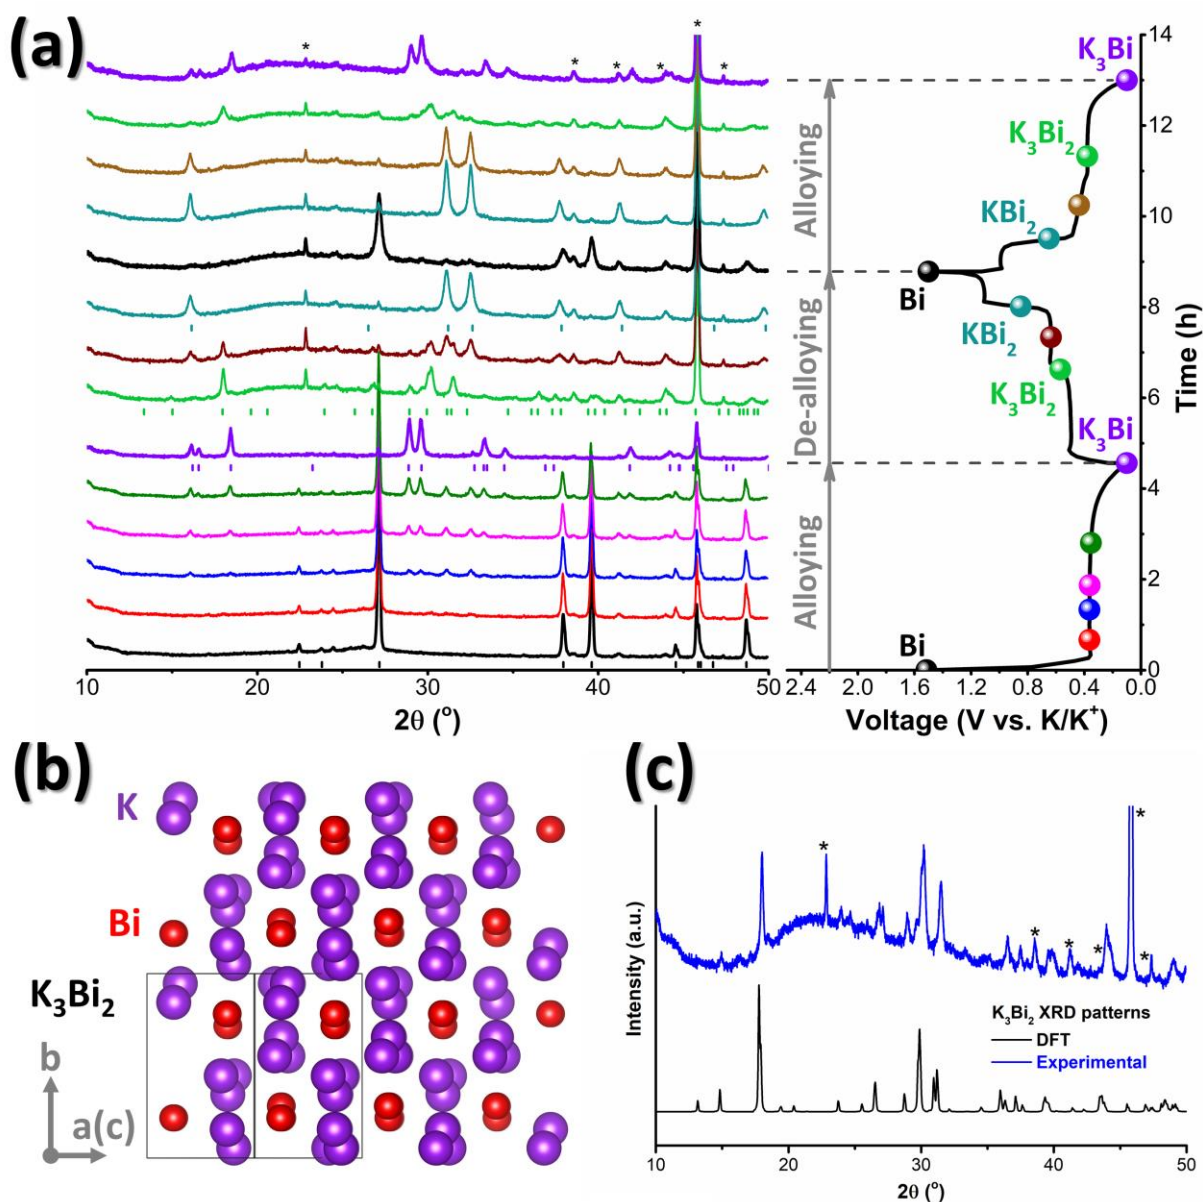 (a)
*
*
*
*
*
*
10
30
40
50
2θ (°)
Alloying
De-alloying
Alloying
K₃Bi
K₃Bi₂
KBi₂
Bi
KBi₂
K₃Bi₂
K₃Bi
Bi
14
12
10
8
6
4
2
0
Time (h)
2.4 2.0 1.6 1.2 0.8 0.4 0.0
Voltage (V vs. K/K⁺)
(b)
K
Bi
K₃Bi₂
b
a(c)
(c)
*
*
*
*
*
*
Intensity (a.u.)
K₃Bi₂ XRD patterns
DFT
Experimental
10 20 30 40 50
2θ (°)